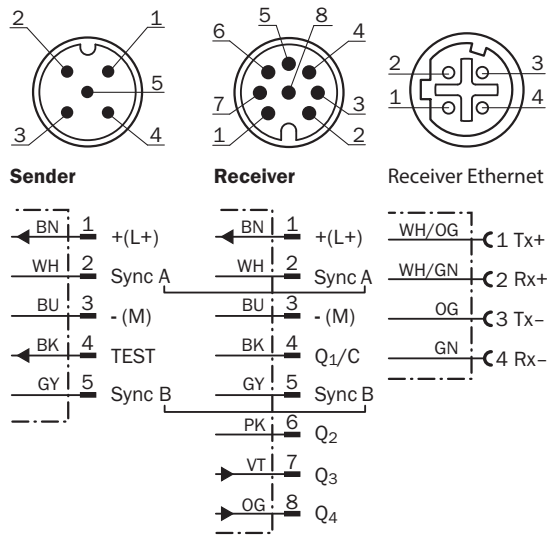 2 1
5
3 4
5 8
6 4
7 3
1 2
2 3
1 4
Sender
BN 1 +(L+)
WH 2 Sync A
BU 3 - (M)
BK 4 TEST
GY 5 Sync B
Receiver
BN 1 +(L+)
WH 2 Sync A
BU 3 - (M)
BK 4 Q1/C
GY 5 Sync B
PK 6 Q2
VT 7 Q3
OG 8 Q4
Receiver Ethernet
WH/OG 1 Tx+
WH/GN 2 Rx+
OG 3 Tx–
GN 4 Rx–